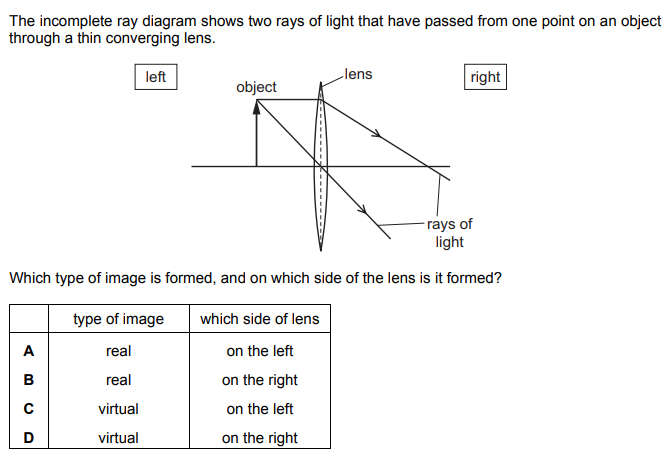 The incomplete ray diagram shows two rays of light that have passed from one point on an object
through a thin converging lens.
left
object
lens
right
rays of
light
Which type of image is formed, and on which side of the lens is it formed?
type of image which side of lens
A real on the left
B real on the right
C virtual on the left
D virtual on the right